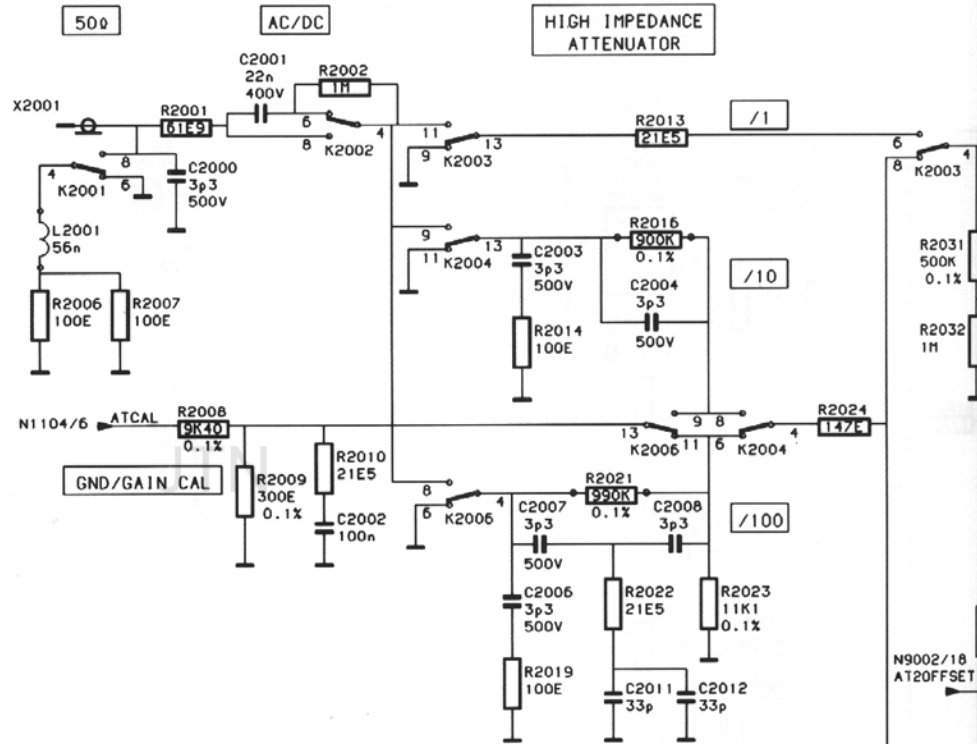 50Ω
AC/DC
HIGH IMPEDANCE
ATTENUATOR
X2001
R2001
61E9
C2001
22n
400V
R2002
1M
6
8
4
K2002
4
8
6
K2001
C2000
3p3
500V
L2001
56n
R2006
100E
R2007
100E
11
9
13
K2003
R2013
21E5
/1
6
8
4
K2003
9
11
13
K2004
C2003
3p3
500V
R2014
100E
R2016
900K
0.1%
C2004
3p3
500V
/10
R2031
500K
0.1%
R2032
1M
N1104/6
ATCAL
R2008
9K40
0.1%
GND/GAIN CAL
R2009
300E
0.1%
R2010
21E5
C2002
100n
13
9
11
K2006
8
6
4
K2004
R2024
147E
8
6
4
K2006
R2021
990K
0.1%
C2007
3p3
500V
C2008
3p3
/100
C2006
3p3
500V
R2019
100E
R2022
21E5
R2023
11K1
0.1%
C2011
33p
C2012
33p
N9002/18
AT2OFFSET